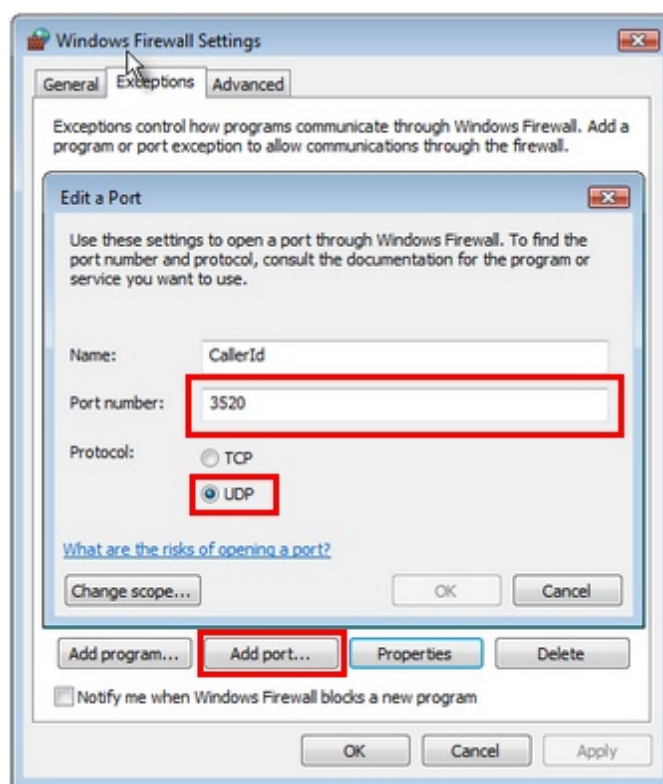 Windows Firewall Settings
General Exceptions Advanced
Exceptions control how programs communicate through Windows Firewall. Add a
program or port exception to allow communications through the firewall.
Edit a Port
Use these settings to open a port through Windows Firewall. To find the
port number and protocol, consult the documentation for the program or
service you want to use.
Name: CallerId
Port number: 3520
Protocol: TCP
UDP
What are the risks of opening a port?
Change scope... OK Cancel
Add program... Add port... Properties Delete
Notify me when Windows Firewall blocks a new program
OK Cancel Apply